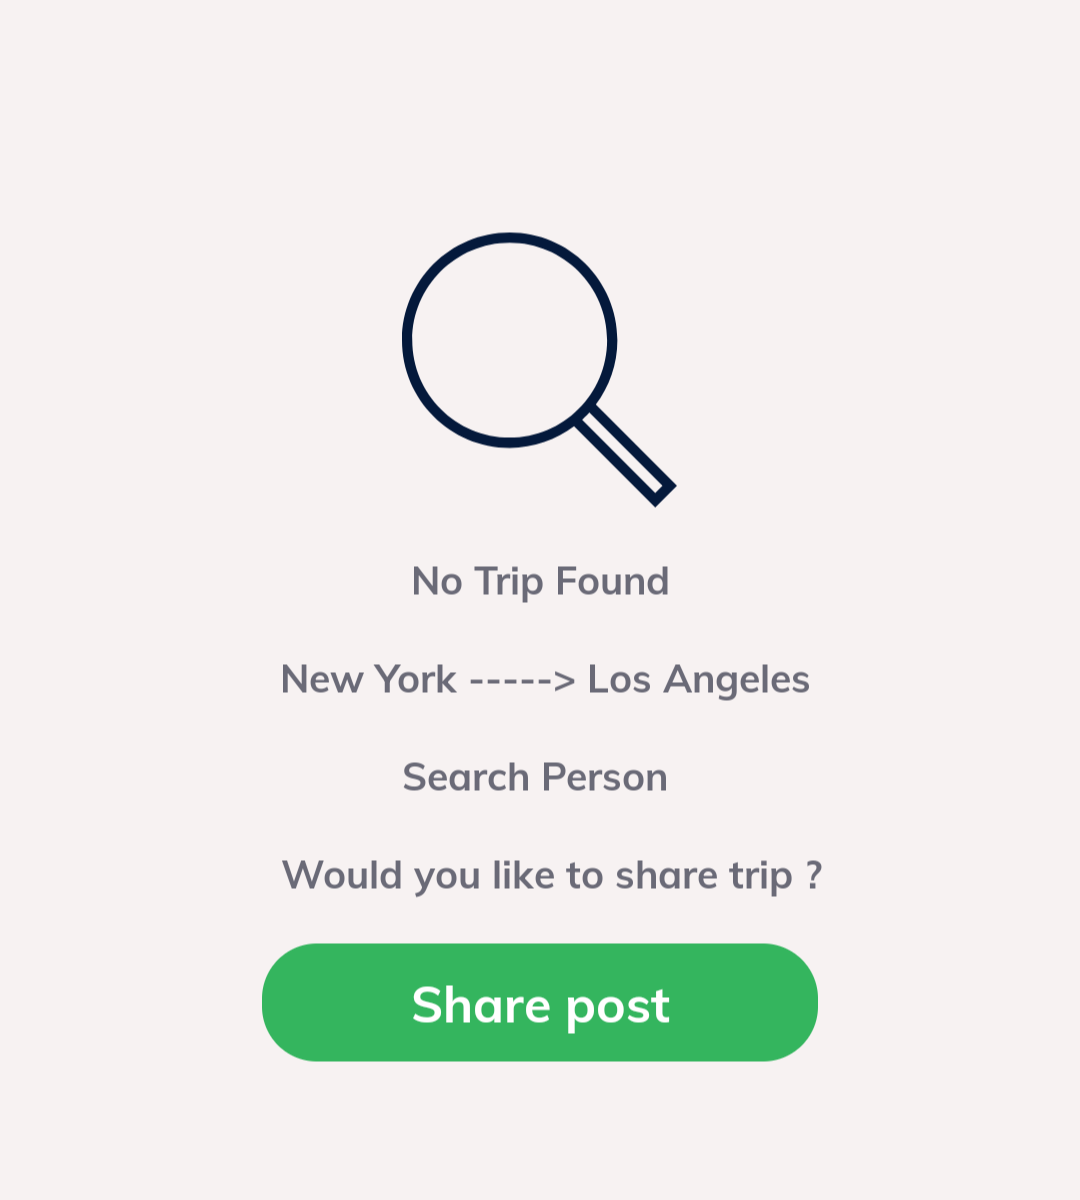 No Trip Found
New York -----> Los Angeles
Search Person
Would you like to share trip ?
Share post